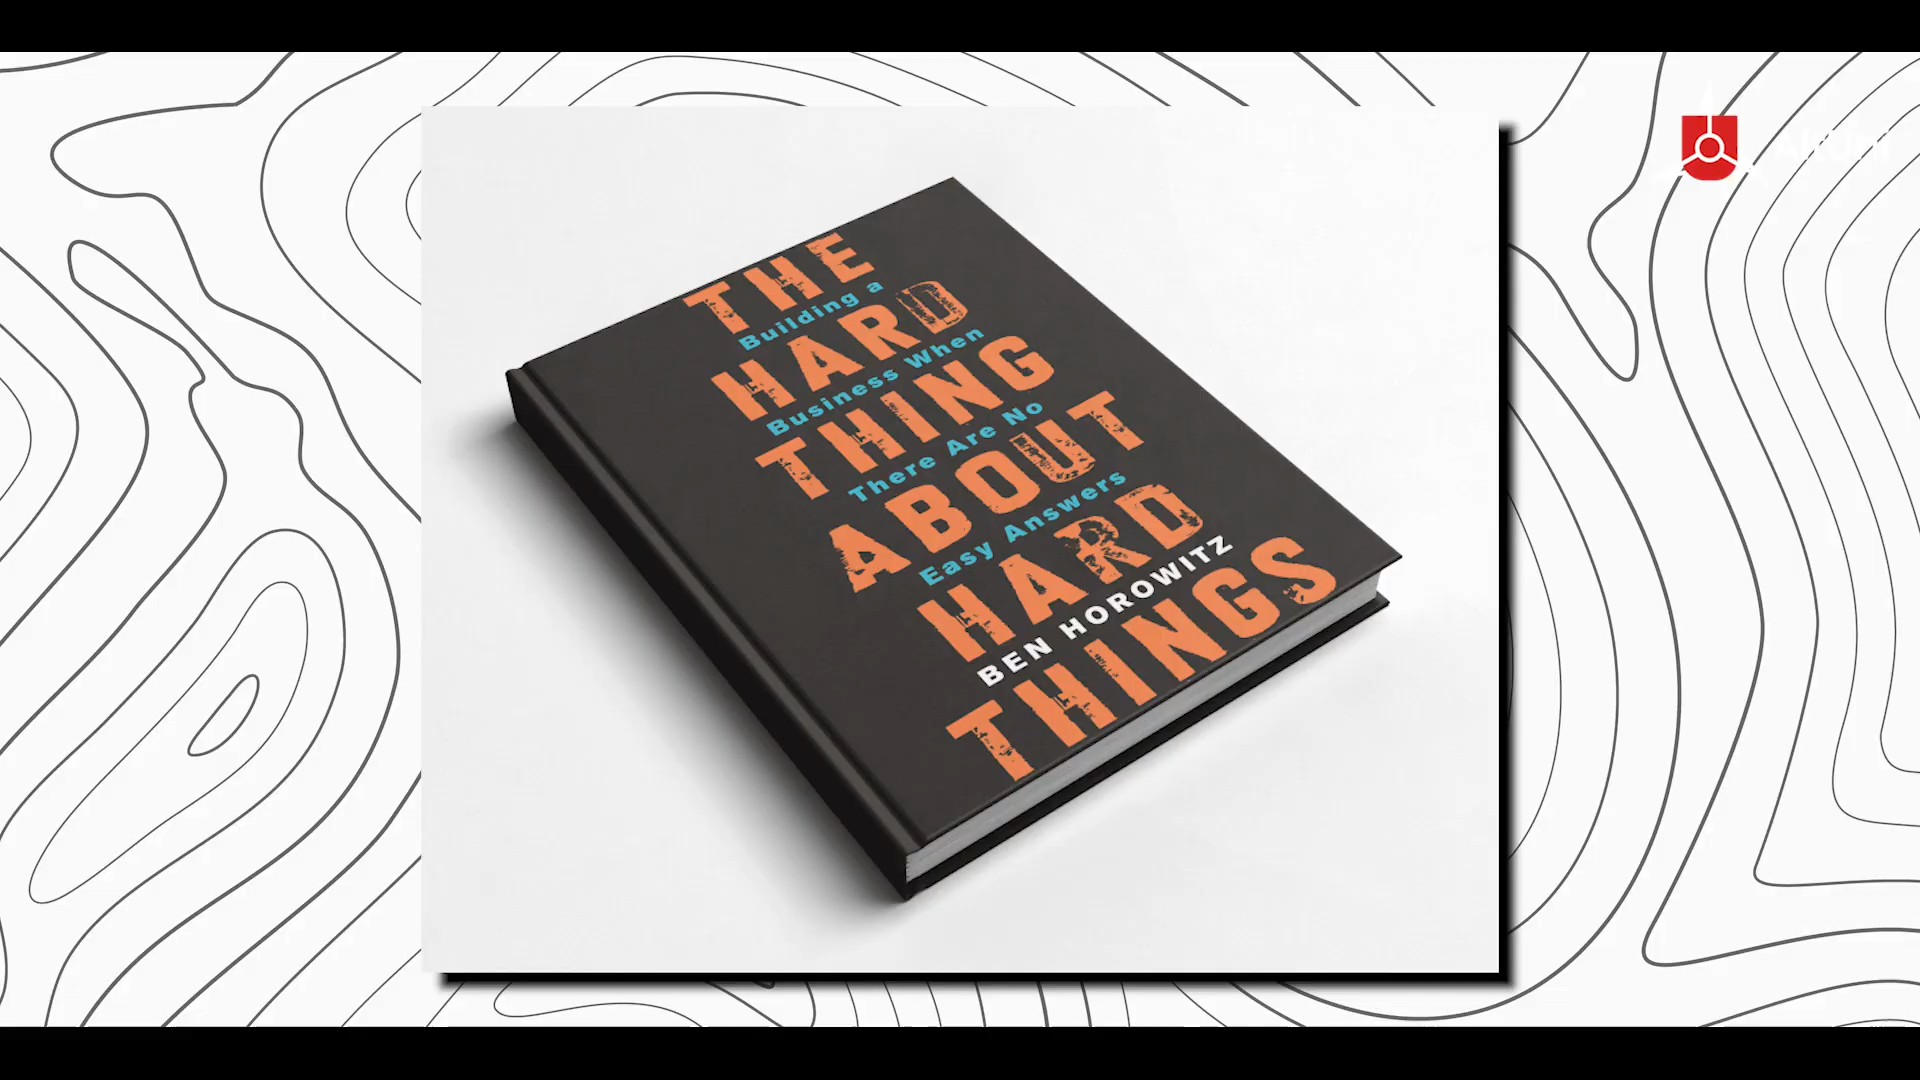 THE
Building a
HARD
Business When
THING
There Are No
ABOUT
Easy Answers
HARD
BEN HOROWITZ
THINGS